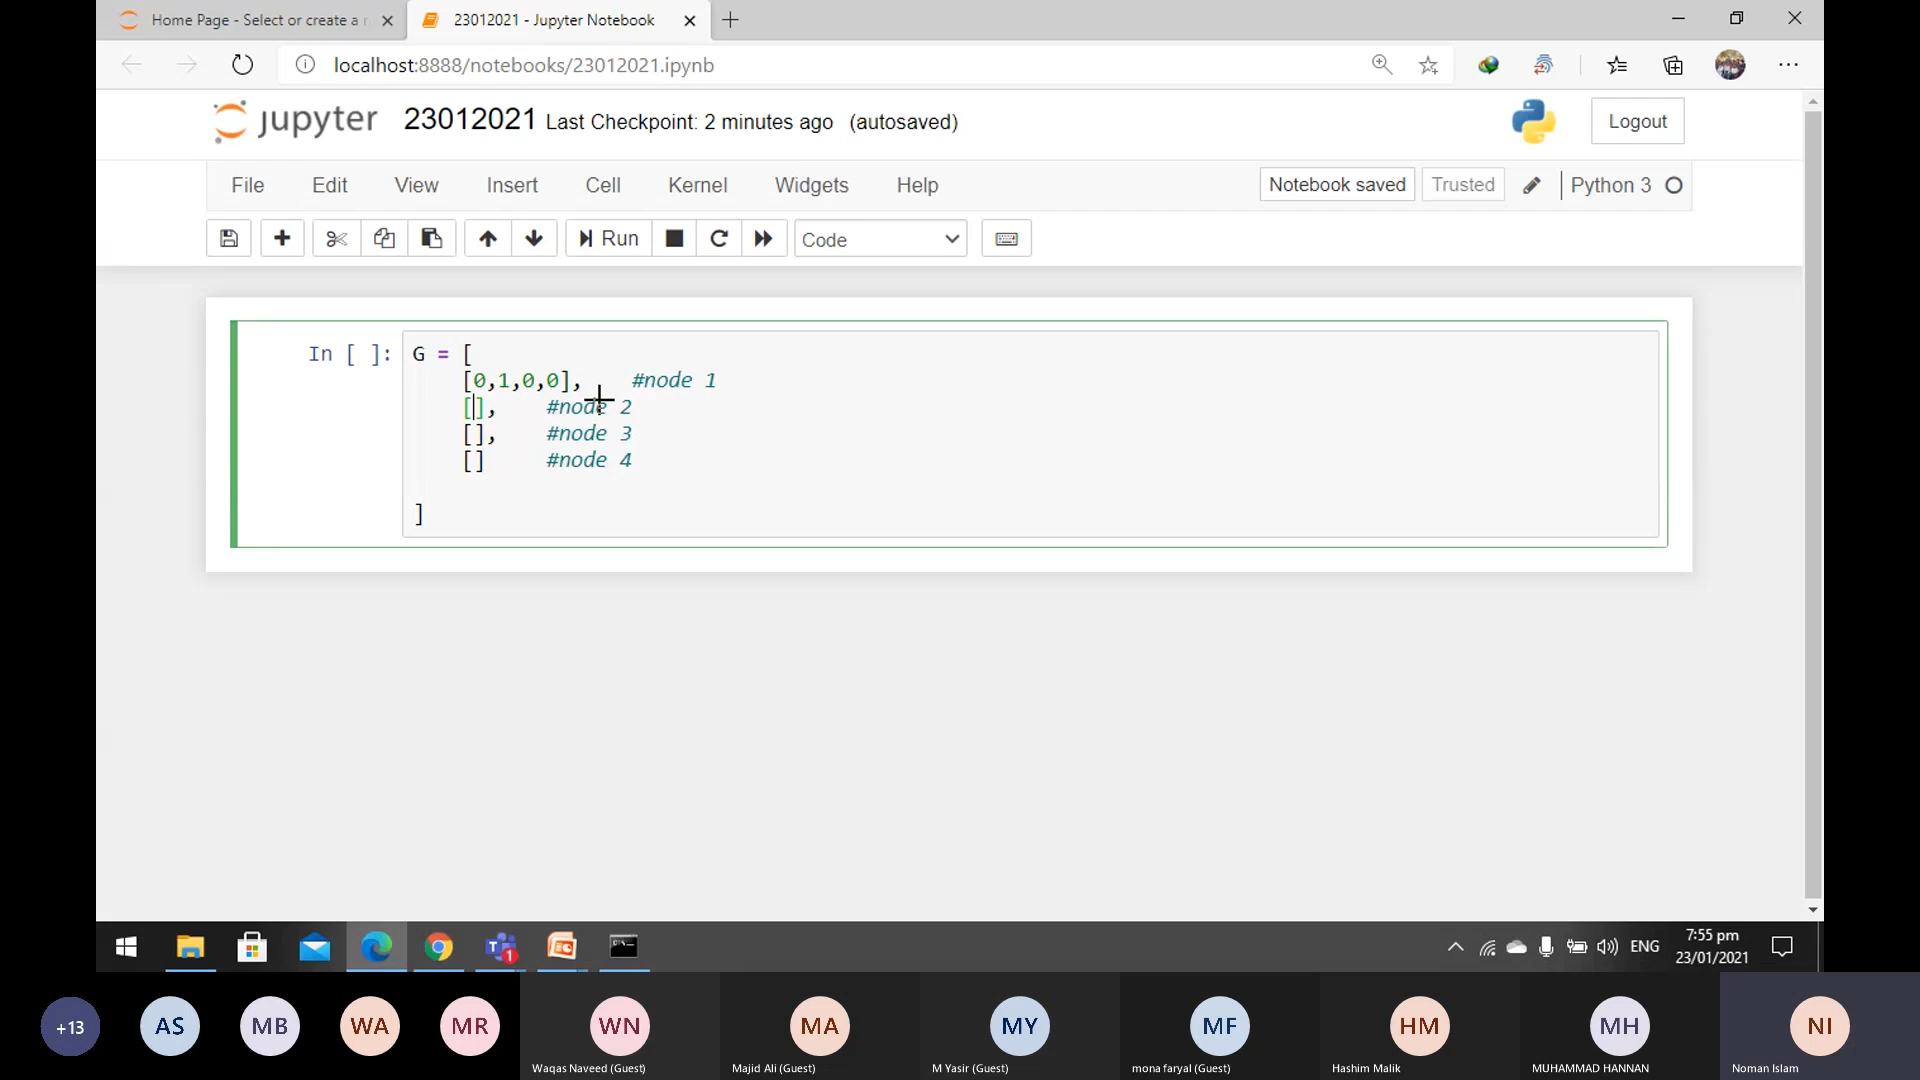 Home Page - Select or create a
23012021 - Jupyter Notebook
localhost:8888/notebooks/23012021.ipynb
jupyter 23012021 Last Checkpoint: 2 minutes ago (autosaved)
Logout
File Edit View Insert Cell Kernel Widgets Help
Notebook saved Trusted Python 3
Run Code
In [ ]: G = [
[0,1,0,0], #node 1
[], #node 2
[], #node 3
[] #node 4
]
1
ENG
7:55 pm
23/01/2021
+13 AS MB WA MR WN MA MY MF HM MH NI
Waqas Naveed (Guest) Majid Ali (Guest) M Yasir (Guest) mona faryal (Guest) Hashim Malik MUHAMMAD HANNAN Noman Islam